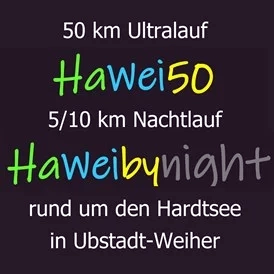 50 km Ultralauf
HaWei50
5/10 km Nachtlauf
HaWeibynight
rund um den Hardtsee
in Ubstadt-Weiher